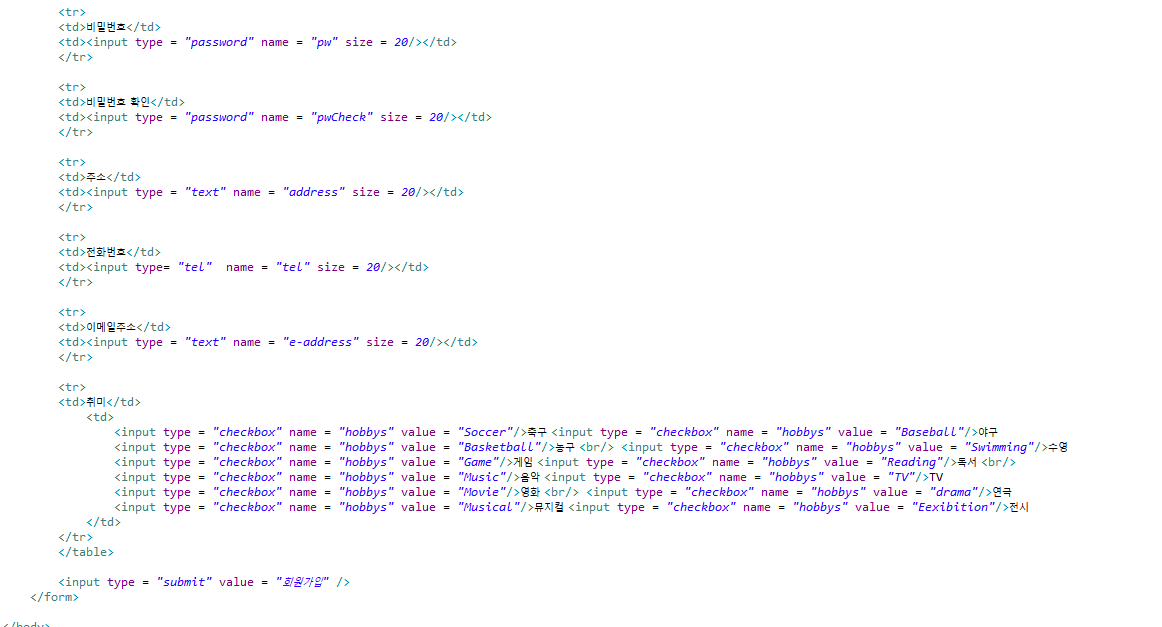 <tr>
<td>비밀번호</td>
<td><input type = "password" name = "pw" size = 20/></td>
</tr>
<tr>
<td>비밀번호 확인</td>
<td><input type = "password" name = "pwCheck" size = 20/></td>
</tr>
<tr>
<td>주소</td>
<td><input type = "text" name = "address" size = 20/></td>
</tr>
<tr>
<td>전화번호</td>
<td><input type= "tel"  name = "tel" size = 20/></td>
</tr>
<tr>
<td>이메일주소</td>
<td><input type = "text" name = "e-address" size = 20/></td>
</tr>
<tr>
<td>취미</td>
<td>
<input type = "checkbox" name = "hobbys" value = "Soccer"/>축구 <input type = "checkbox" name = "hobbys" value = "Baseball"/>야구
<input type = "checkbox" name = "hobbys" value = "Basketball"/>농구 <br/> <input type = "checkbox" name = "hobbys" value = "Swimming"/>수영
<input type = "checkbox" name = "hobbys" value = "Game"/>게임 <input type = "checkbox" name = "hobbys" value = "Reading"/>독서 <br/>
<input type = "checkbox" name = "hobbys" value = "Music"/>음악 <input type = "checkbox" name = "hobbys" value = "TV"/>TV
<input type = "checkbox" name = "hobbys" value = "Movie"/>영화 <br/> <input type = "checkbox" name = "hobbys" value = "drama"/>연극
<input type = "checkbox" name = "hobbys" value = "Musical"/>뮤지컬 <input type = "checkbox" name = "hobbys" value = "Eexibition"/>전시
</td>
</tr>
</table>
<input type = "submit" value = "회원가입" />
</form>
</body>